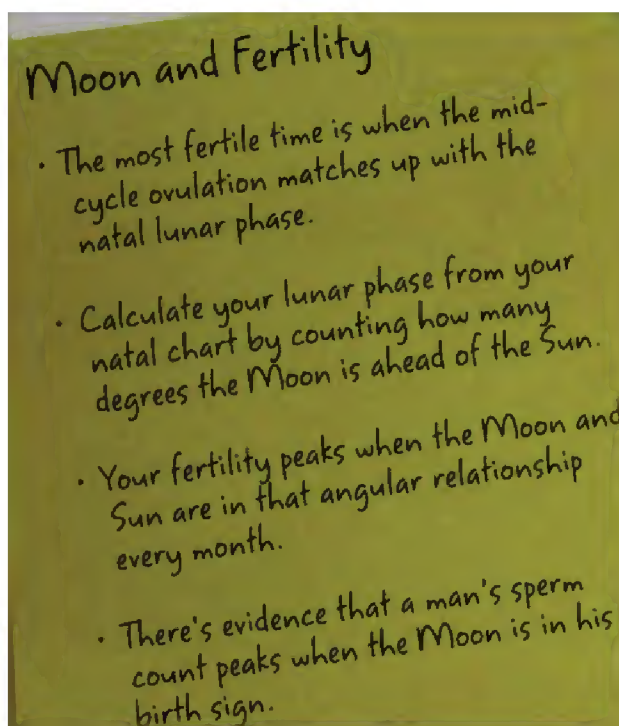 Moon and Fertility
· The most fertile time is when the mid-
cycle ovulation matches up with the
natal lunar phase.
· Calculate your lunar phase from your
natal chart by counting how many
degrees the Moon is ahead of the Sun.
· Your fertility peaks when the Moon and
Sun are in that angular relationship
every month.
· There's evidence that a man's sperm
count peaks when the Moon is in his
birth sign.